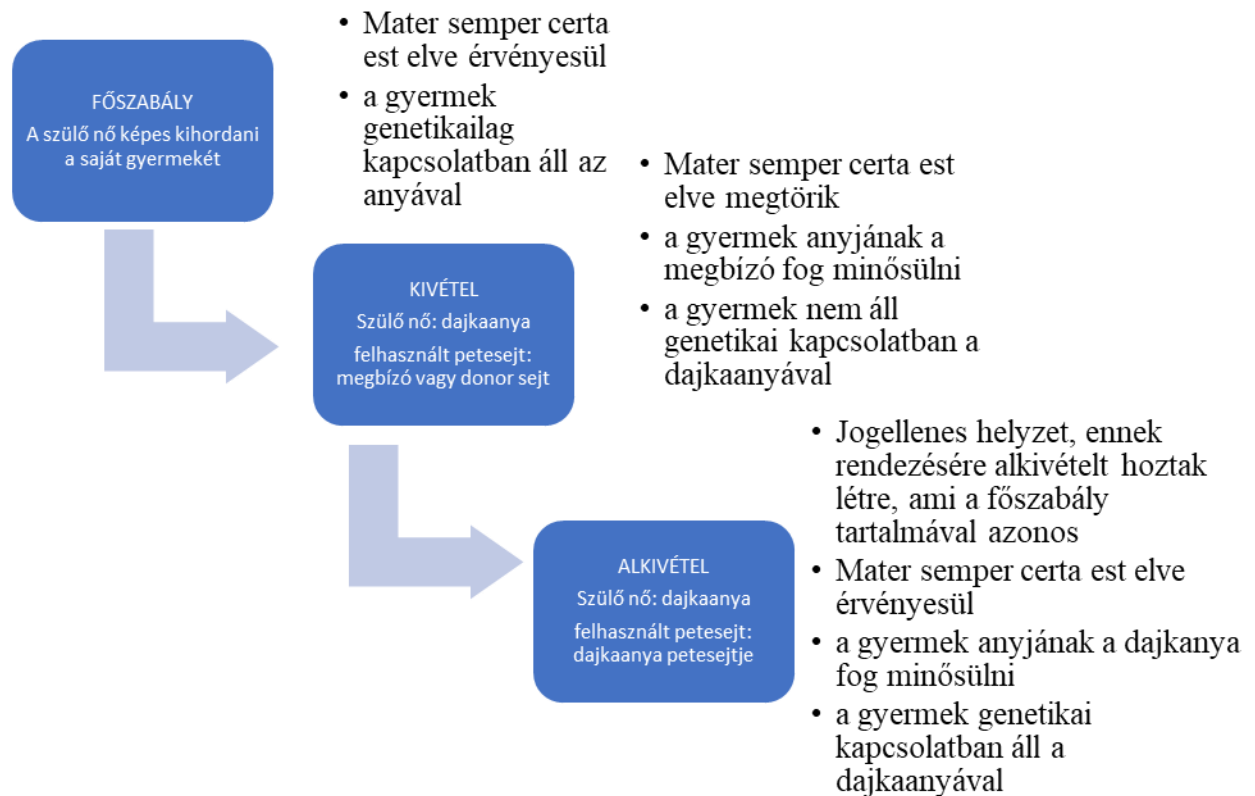 FŐSZABÁLY
A szülő nő képes kihordani
a saját gyermekét
• Mater semper certa
est elve érvényesül
• a gyermek
genetikailag
kapcsolatban áll az
anyával
KIVÉTEL
Szülő nő: dajkaanya
felhasznált petesejt:
megbízó vagy donor sejt
• Mater semper certa est
elve megtörik
• a gyermek anyjának a
megbízó fog minősülni
• a gyermek nem áll
genetikai kapcsolatban a
dajkaanyával
ALKIVÉTEL
Szülő nő: dajkaanya
felhasznált petesejt:
dajkaanya petesejtje
• Jogellenes helyzet, ennek
rendezésére alkivételt hoztak
létre, ami a főszabály
tartalmával azonos
• Mater semper certa est elve
érvényesül
• a gyermek anyjának a dajkanya
fog minősülni
• a gyermek genetikai
kapcsolatban áll a
dajkaanyával